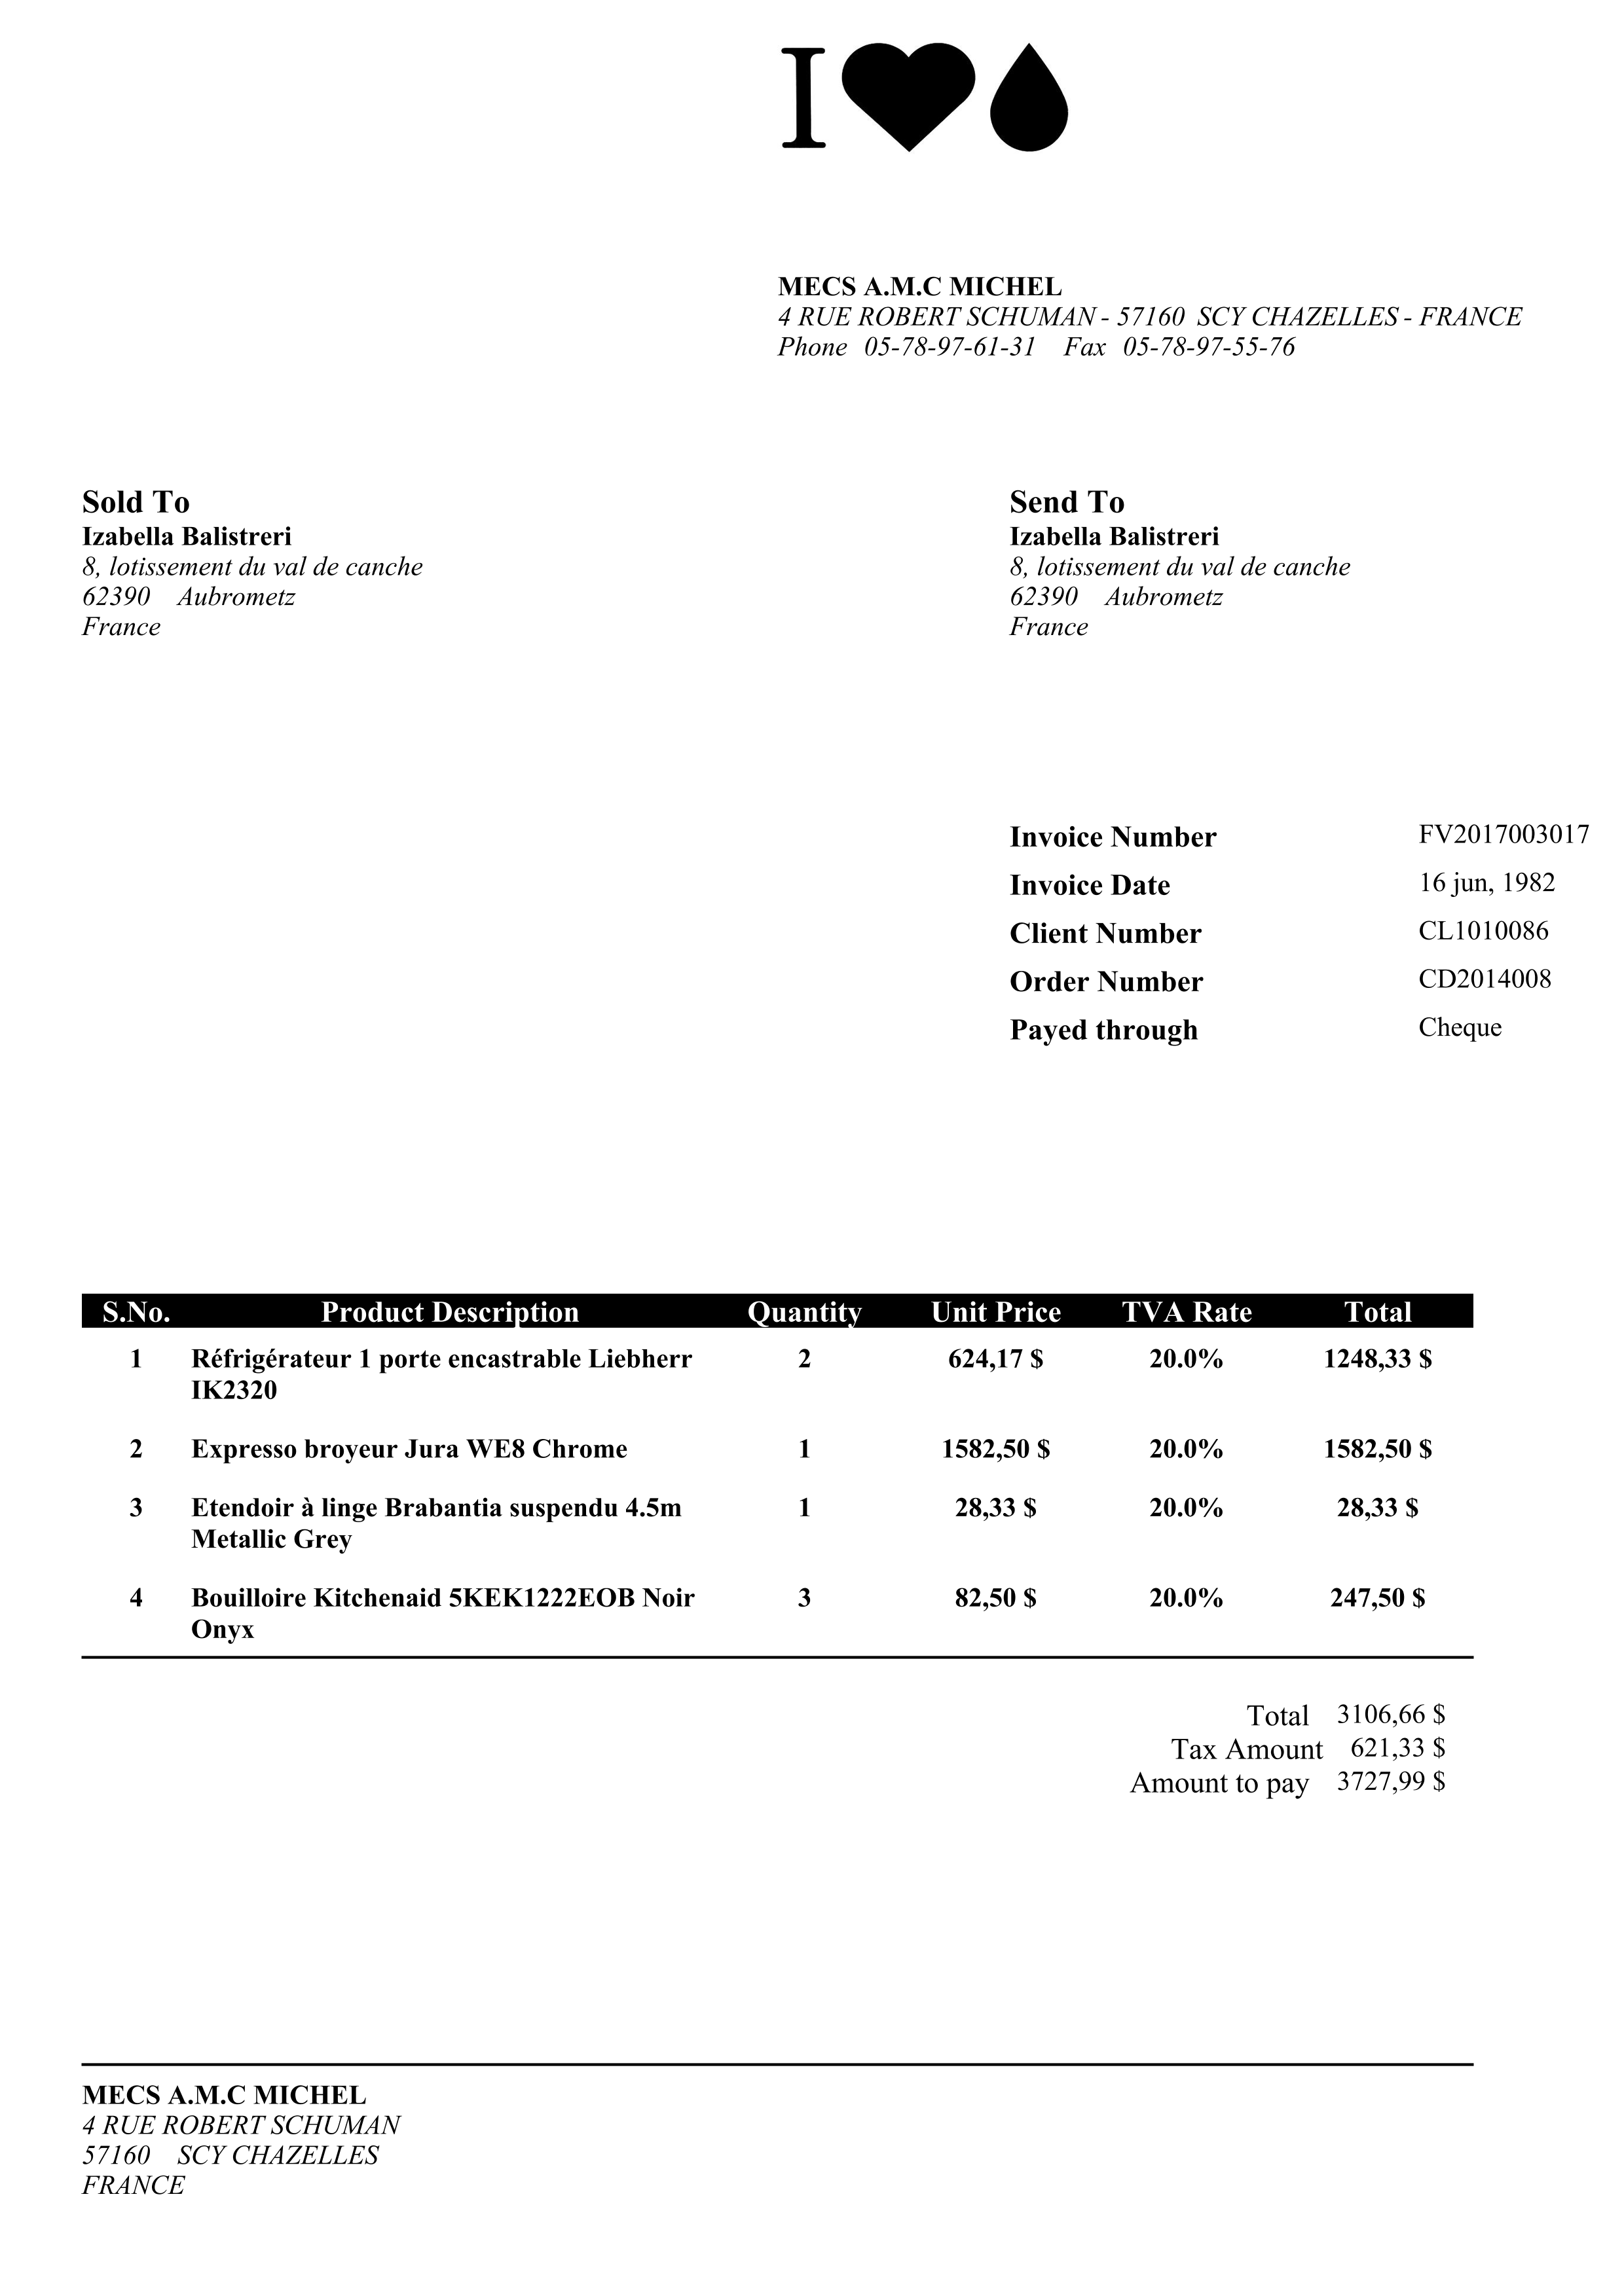 I
MECS A.M.C MICHEL
4 RUE ROBERT SCHUMAN - 57160 SCY CHAZELLES - FRANCE
Phone 05-78-97-61-31 Fax 05-78-97-55-76
Sold To
Izabella Balistreri
8, lotissement du val de canche
62390 Aubrometz
France
Send To
Izabella Balistreri
8, lotissement du val de canche
62390 Aubrometz
France
Invoice Number FV2017003017
Invoice Date 16 jun, 1982
Client Number CL1010086
Order Number CD2014008
Payed through Cheque
S.No. Product Description Quantity Unit Price TVA Rate Total
1 Réfrigérateur 1 porte encastrable Liebherr 2 624,17 $ 20.0% 1248,33 $
IK2320
2 Expresso broyeur Jura WE8 Chrome 1 1582,50 $ 20.0% 1582,50 $
3 Etendoir à linge Brabantia suspendu 4.5m 1 28,33 $ 20.0% 28,33 $
Metallic Grey
4 Bouilloire Kitchenaid 5KEK1222EOB Noir 3 82,50 $ 20.0% 247,50 $
Onyx
Total 3106,66 $
Tax Amount 621,33 $
Amount to pay 3727,99 $
MECS A.M.C MICHEL
4 RUE ROBERT SCHUMAN
57160 SCY CHAZELLES
FRANCE